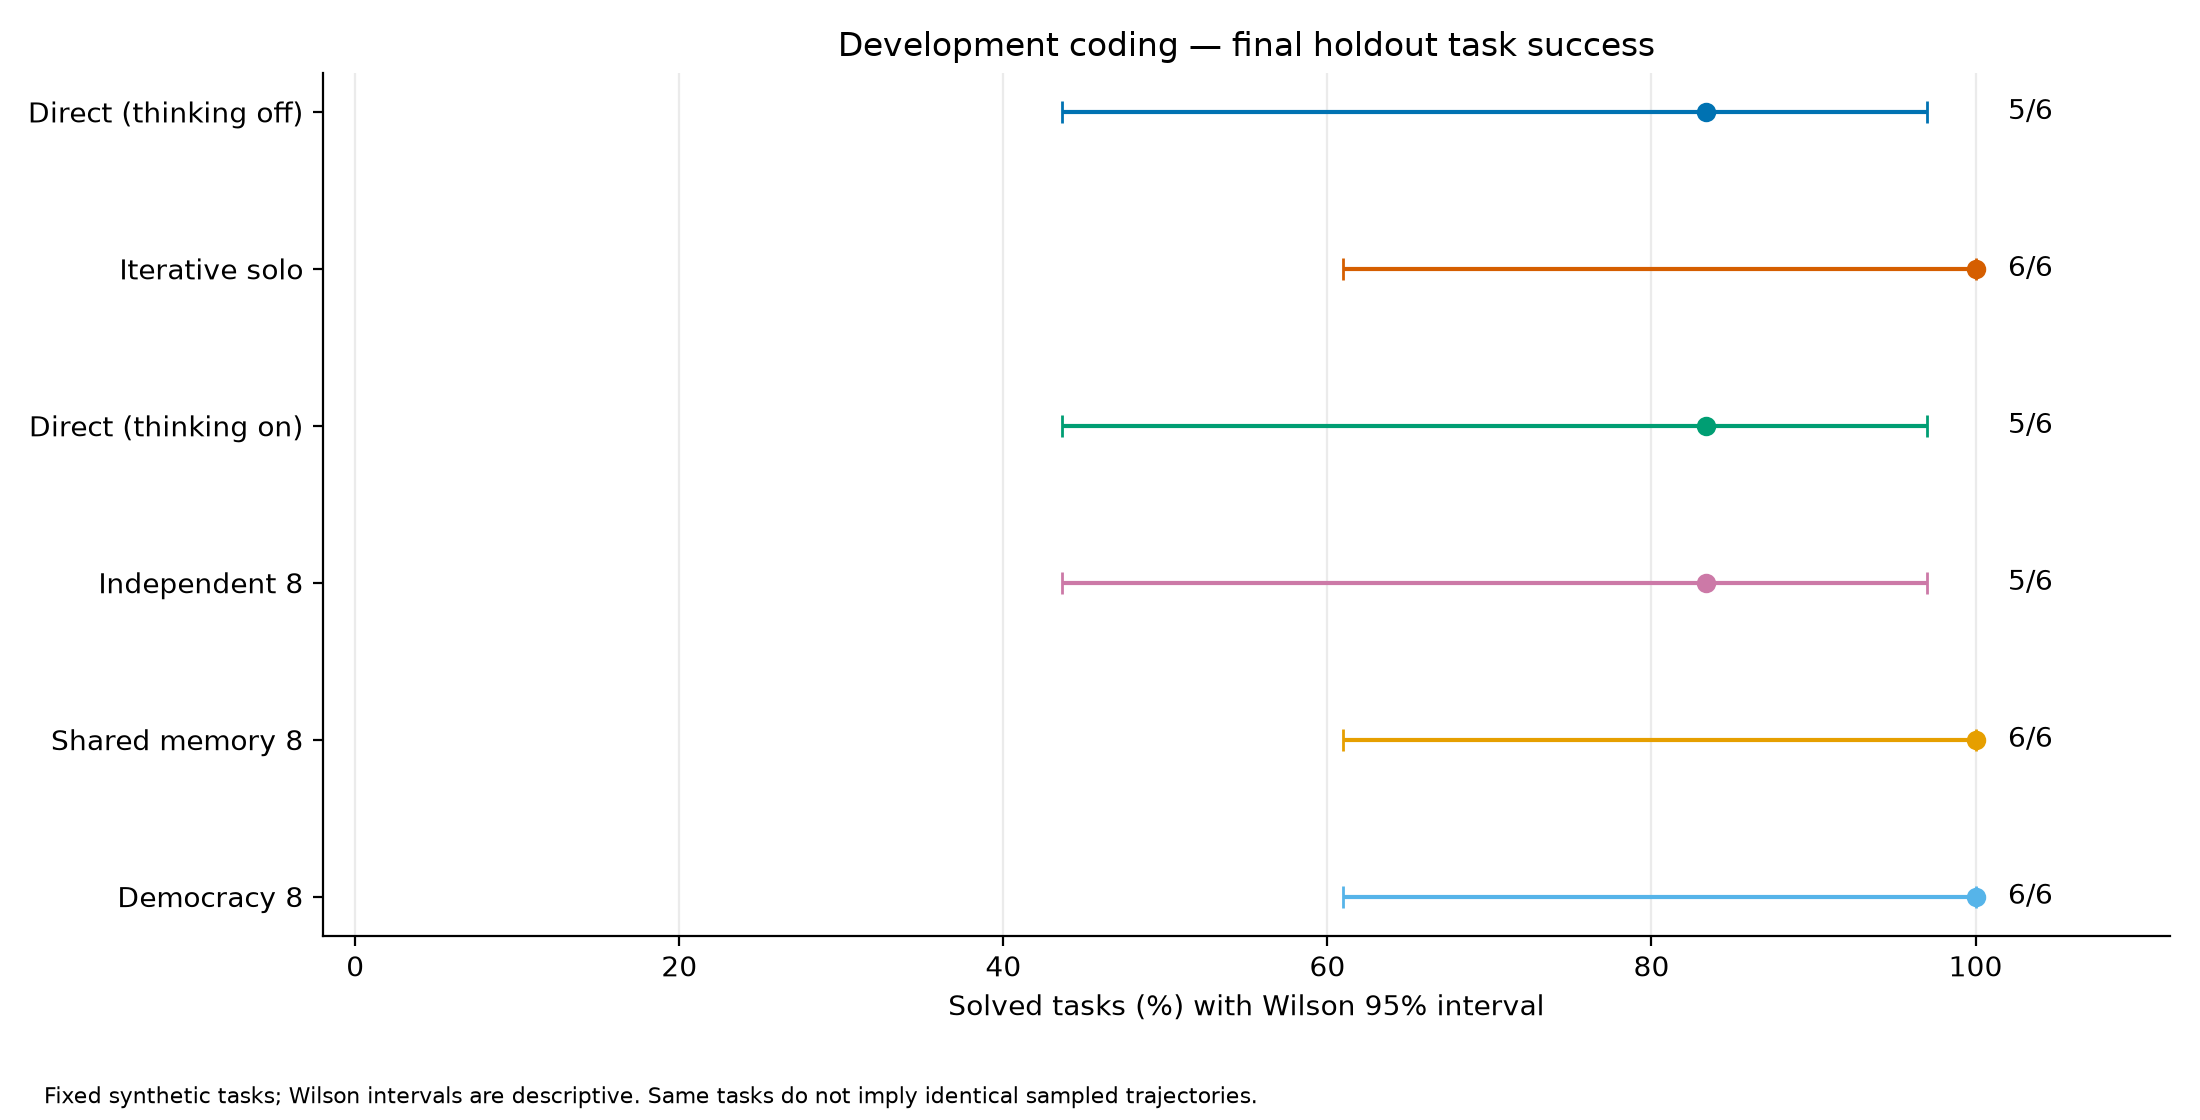 Development coding — final holdout task success
Direct (thinking off)
5/6
Iterative solo
6/6
Direct (thinking on)
5/6
Independent 8
5/6
Shared memory 8
6/6
Democracy 8
6/6
0 20 40 60 80 100
Solved tasks (%) with Wilson 95% interval
Fixed synthetic tasks; Wilson intervals are descriptive. Same tasks do not imply identical sampled trajectories.